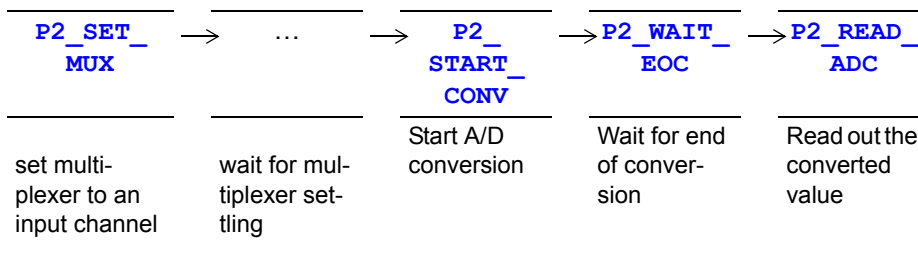 P2_SET_
MUX
...
P2_
START_
CONV
P2_WAIT_
EOC
P2_READ_
ADC
set multi-
plexer to an
input channel
wait for mul-
tiplexer set-
tling
Start A/D
conversion
Wait for end
of conver-
sion
Read out the
converted
value